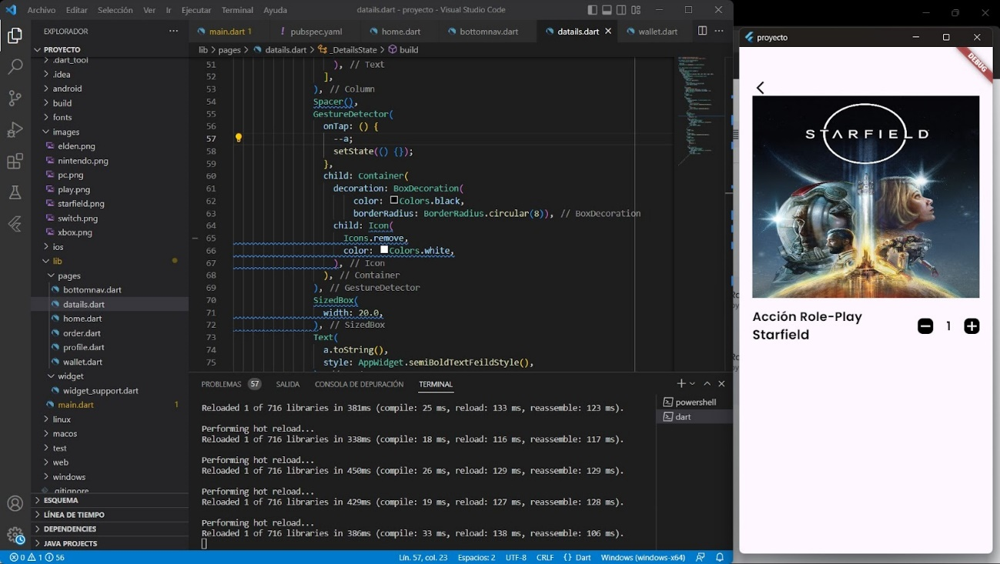 Archivo Editar Selección Ver Ir Ejecutar Terminal Ayuda
datails.dart - proyecto - Visual Studio Code
EXPLORADOR
PROYECTO
.dart_tool
.idea
android
build
fonts
images
elden.png
nintendo.png
pc.png
play.png
starfield.png
switch.png
xbox.png
ios
lib
pages
bottomnav.dart
datails.dart
home.dart
order.dart
profile.dart
wallet.dart
widget
widget_support.dart
main.dart 1
linux
macos
test
web
windows
.gitignore
ESQUEMA
LÍNEA DE TIEMPO
DEPENDENCIES
JAVA PROJECTS
main.dart 1 ! pubspec.yaml home.dart bottomnav.dart datails.dart wallet.dart
lib > pages > datails.dart > _DetailsState > build
51 ), // Text
52 ],
53 ), // Column
54 Spacer(),
55 GestureDetector(
56 onTap: () {
57 --a;
58 setState(() {});
59 },
60 child: Container(
61 decoration: BoxDecoration(
62 color: Colors.black,
63 borderRadius: BorderRadius.circular(8)), // BoxDecoration
64 child: Icon(
65 Icons.remove,
66 color: Colors.white,
67 ), // Icon
68 ), // Container
69 ), // GestureDetector
70 SizedBox(
71 width: 20.0,
72 ), // SizedBox
73 Text(
74 a.toString(),
75 style: AppWidget.semiBoldTextFeildStyle(),
PROBLEMAS 57 SALIDA CONSOLA DE DEPURACIÓN TERMINAL
Reloaded 1 of 716 libraries in 381ms (compile: 25 ms, reload: 133 ms, reassemble: 123 ms).
Performing hot reload...
Reloaded 1 of 716 libraries in 338ms (compile: 18 ms, reload: 116 ms, reassemble: 117 ms).
Performing hot reload...
Reloaded 1 of 716 libraries in 450ms (compile: 26 ms, reload: 129 ms, reassemble: 129 ms).
Performing hot reload...
Reloaded 1 of 716 libraries in 429ms (compile: 19 ms, reload: 127 ms, reassemble: 128 ms).
Performing hot reload...
Reloaded 1 of 716 libraries in 386ms (compile: 33 ms, reload: 138 ms, reassemble: 106 ms).
powershell
dart
0 1 56
Lín. 57, col. 23 Espacios: 2 UTF-8 CRLF {} Dart Windows (windows-x64)
proyecto
DEBUG
STARFIELD
Acción Role-Play
Starfield
1